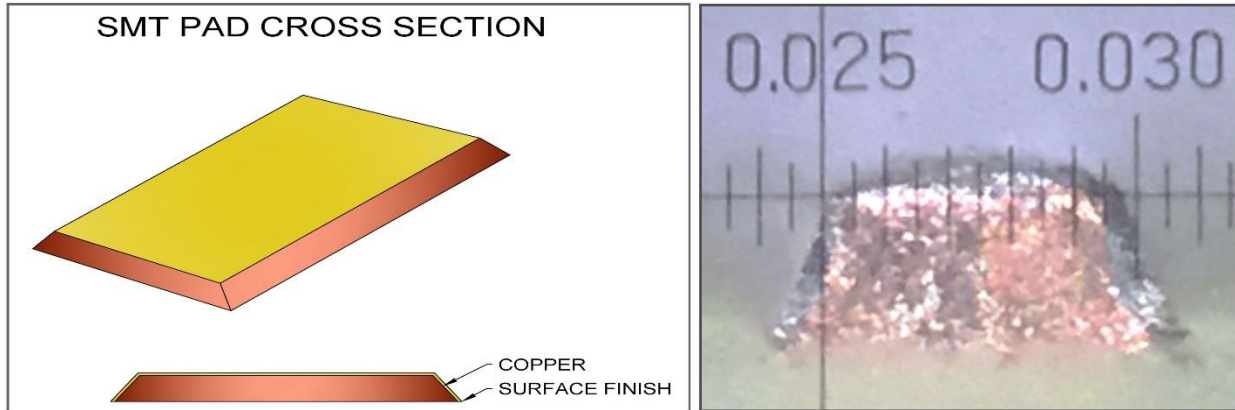 SMT PAD CROSS SECTION
COPPER
SURFACE FINISH
0.025 0.030